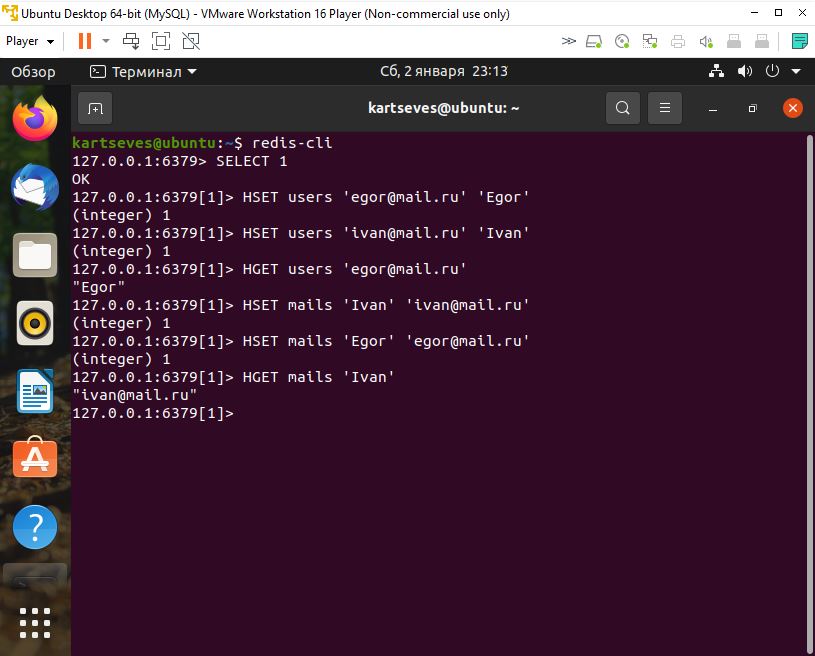 Ubuntu Desktop 64-bit (MySQL) - VMware Workstation 16 Player (Non-commercial use only)
Player
Обзор
Терминал
Сб, 2 января 23:13
kartseves@ubuntu: ~
kartseves@ubuntu:~$ redis-cli
127.0.0.1:6379> SELECT 1
OK
127.0.0.1:6379[1]> HSET users 'egor@mail.ru' 'Egor'
(integer) 1
127.0.0.1:6379[1]> HSET users 'ivan@mail.ru' 'Ivan'
(integer) 1
127.0.0.1:6379[1]> HGET users 'egor@mail.ru'
"Egor"
127.0.0.1:6379[1]> HSET mails 'Ivan' 'ivan@mail.ru'
(integer) 1
127.0.0.1:6379[1]> HSET mails 'Egor' 'egor@mail.ru'
(integer) 1
127.0.0.1:6379[1]> HGET mails 'Ivan'
"ivan@mail.ru"
127.0.0.1:6379[1]>